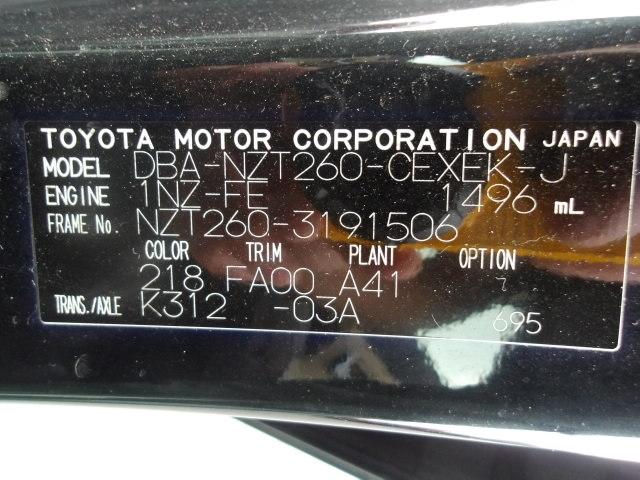 TOYOTA MOTOR CORPORATION JAPAN
MODEL DBA-NZT260-CEXEK-J
ENGINE 1NZ-FE 1496 mL
FRAME No. NZT260-3191506
COLOR TRIM PLANT OPTION
218 FA00 A41
TRANS./AXLE K312 -03A
695